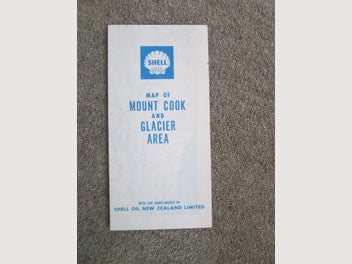 SHELL
MAP OF
MOUNT COOK
AND
GLACIER
AREA
WITH THE COMPLIMENTS OF
SHELL OIL NEW ZEALAND LIMITED